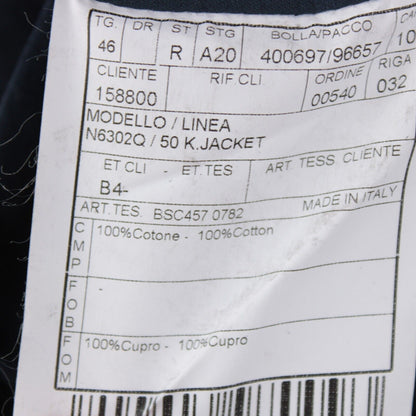 TG. DR ST STG BOLLA/PACCO
46 R A20 400697/96657 10
CLIENTE RIF.CLI ORDINE RIGA
158800 00540 032
MODELLO / LINEA
N6302Q / 50 K.JACKET
ET CLI - ET.TES ART. TESS CLIENTE
B4-
ART.TES BSC457 0782 MADE IN ITALY
CMP 100%Cotone - 100%Cotton
FOB
FOM 100%Cupro - 100%Cupro